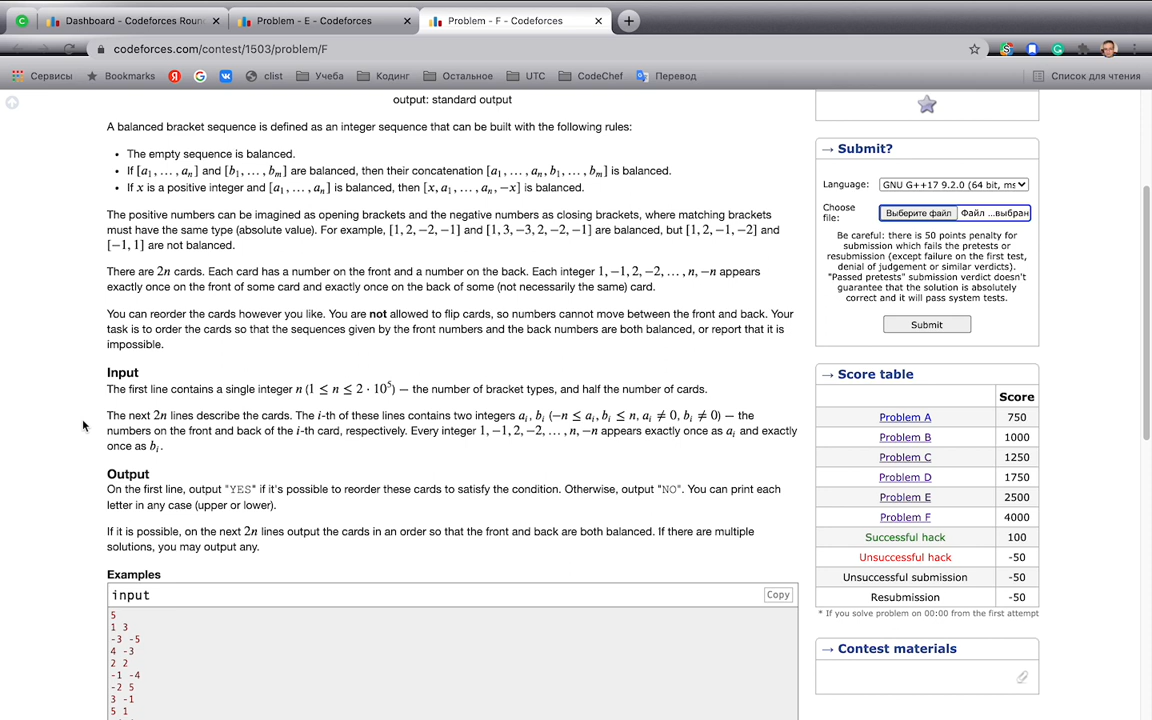 Dashboard - Codeforces Roun
Problem - E - Codeforces
Problem - F - Codeforces
codeforces.com/contest/1503/problem/F
Сервисы Bookmarks clist Учеба Кодинг Остальное UTC CodeChef Перевод Список для чтения
output: standard output
A balanced bracket sequence is defined as an integer sequence that can be built with the following rules:
• The empty sequence is balanced.
• If [a1, … , an] and [b1, … , bm] are balanced, then their concatenation [a1, … , an, b1, … , bm] is balanced.
• If x is a positive integer and [a1, … , an] is balanced, then [x, a1, … , an, −x] is balanced.
The positive numbers can be imagined as opening brackets and the negative numbers as closing brackets, where matching brackets
must have the same type (absolute value). For example, [1, 2, −2, −1] and [1, 3, −3, 2, −2, −1] are balanced, but [1, 2, −1, −2] and
[−1, 1] are not balanced.
There are 2n cards. Each card has a number on the front and a number on the back. Each integer 1, −1, 2, −2, … , n, −n appears
exactly once on the front of some card and exactly once on the back of some (not necessarily the same) card.
You can reorder the cards however you like. You are not allowed to flip cards, so numbers cannot move between the front and back. Your
task is to order the cards so that the sequences given by the front numbers and the back numbers are both balanced, or report that it is
impossible.
Input
The first line contains a single integer n (1 ≤ n ≤ 2 · 10^5) — the number of bracket types, and half the number of cards.
The next 2n lines describe the cards. The i-th of these lines contains two integers ai, bi (−n ≤ ai, bi ≤ n, ai ≠ 0, bi ≠ 0) — the
numbers on the front and back of the i-th card, respectively. Every integer 1, −1, 2, −2, … , n, −n appears exactly once as ai and exactly
once as bi.
Output
On the first line, output "YES" if it's possible to reorder these cards to satisfy the condition. Otherwise, output "NO". You can print each
letter in any case (upper or lower).
If it is possible, on the next 2n lines output the cards in an order so that the front and back are both balanced. If there are multiple
solutions, you may output any.
Examples
input
Copy
5
1 3
-3 -5
4 -3
2 2
-1 -4
-2 5
3 -1
5 1
→ Submit?
Language: GNU G++17 9.2.0 (64 bit, ms
Choose
file: Выберите файл Файл ...выбран
Be careful: there is 50 points penalty for
submission which fails the pretests or
resubmission (except failure on the first test,
denial of judgement or similar verdicts).
"Passed pretests" submission verdict doesn't
guarantee that the solution is absolutely
correct and it will pass system tests.
Submit
→ Score table
Score
Problem A 750
Problem B 1000
Problem C 1250
Problem D 1750
Problem E 2500
Problem F 4000
Successful hack 100
Unsuccessful hack -50
Unsuccessful submission -50
Resubmission -50
* If you solve problem on 00:00 from the first attempt
→ Contest materials